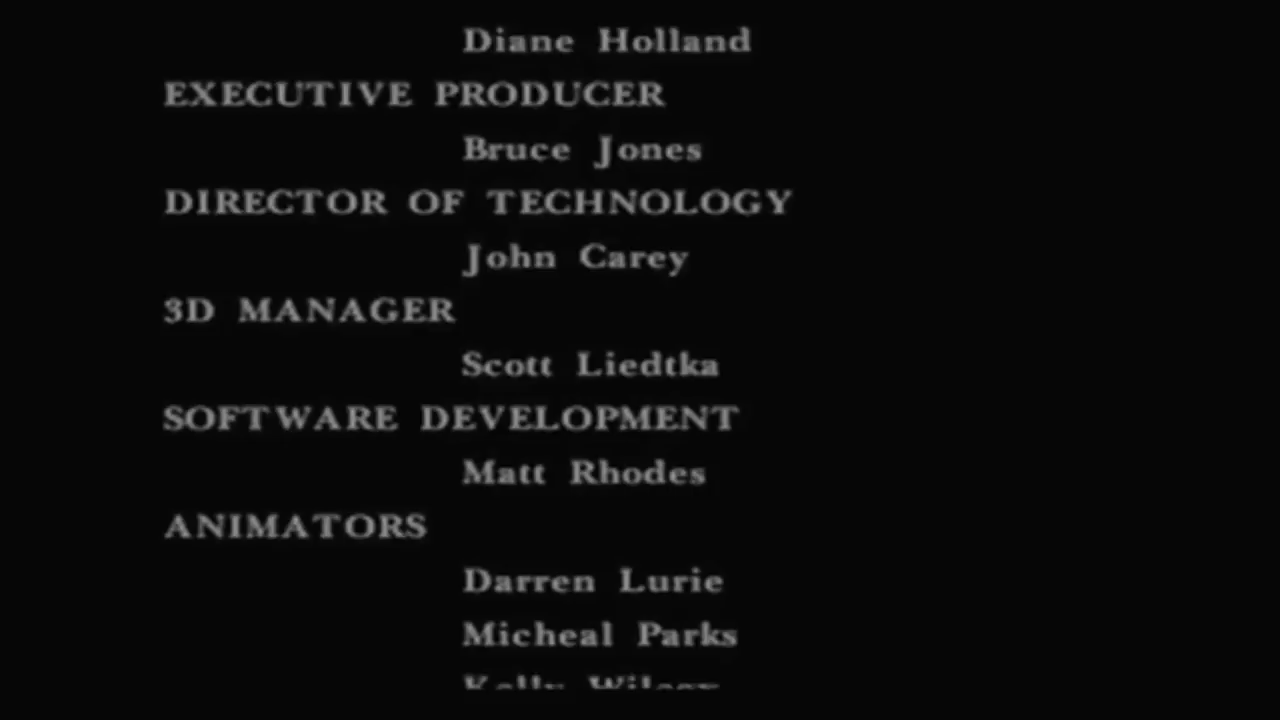 Diane Holland
EXECUTIVE PRODUCER
Bruce Jones
DIRECTOR OF TECHNOLOGY
John Carey
3D MANAGER
Scott Liedtka
SOFTWARE DEVELOPMENT
Matt Rhodes
ANIMATORS
Darren Lurie
Micheal Parks
Kelly